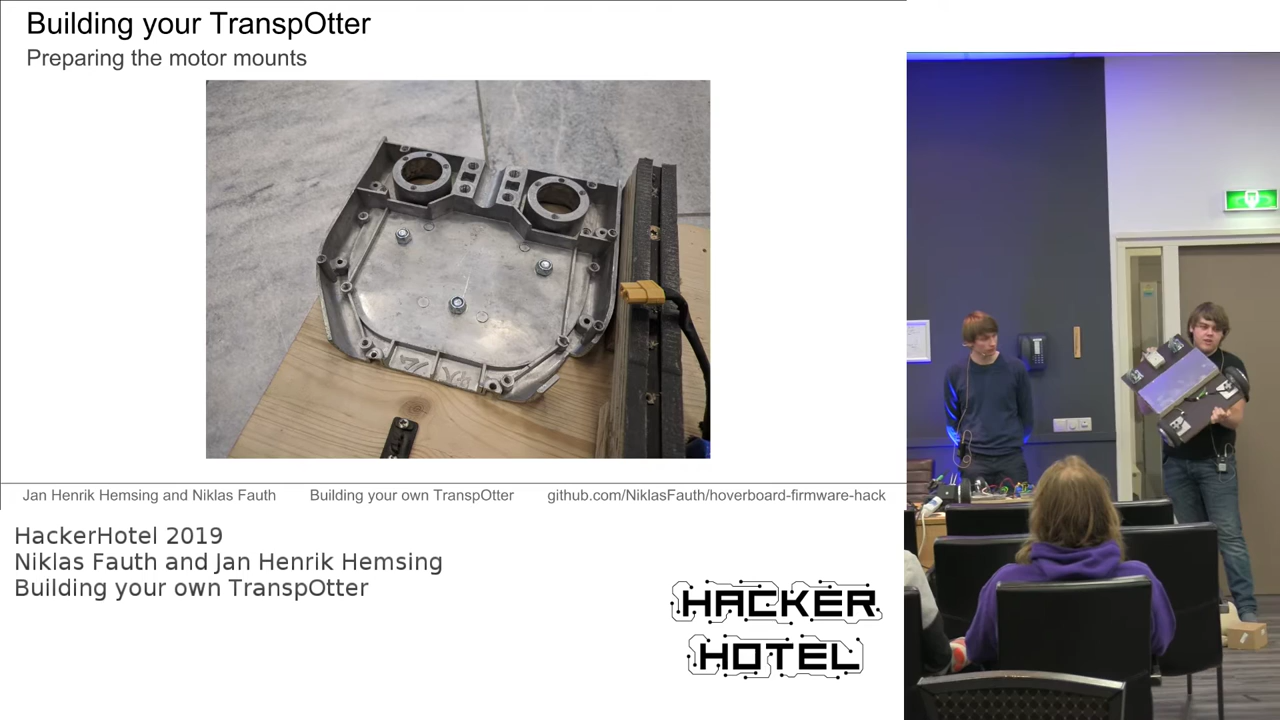 Building your TranspOtter
Preparing the motor mounts
Jan Henrik Hemsing and Niklas Fauth Building your own TranspOtter github.com/NiklasFauth/hoverboard-firmware-hack
HackerHotel 2019
Niklas Fauth and Jan Henrik Hemsing
Building your own TranspOtter
HACKER
HOTEL